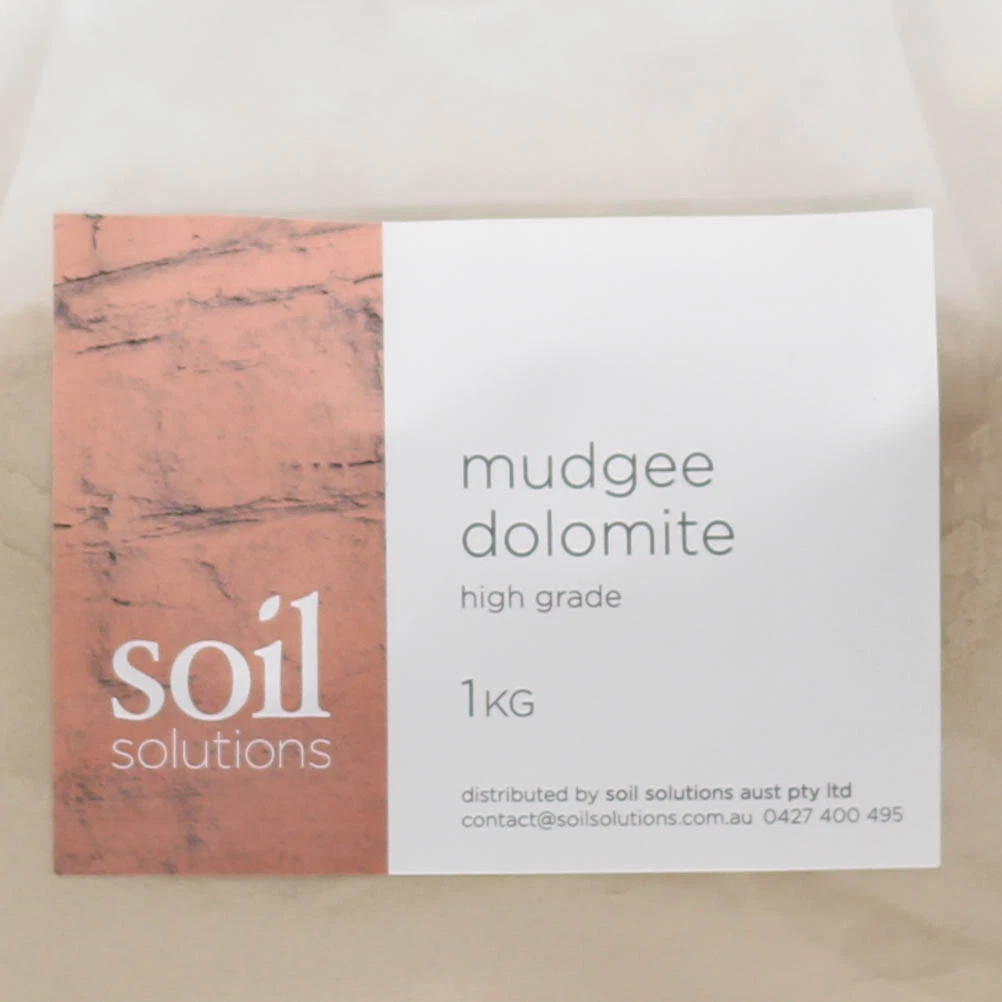 soil
solutions
mudgee
dolomite
high grade
1KG
distributed by soil solutions aust pty ltd
contact@soilsolutions.com.au 0427 400 495